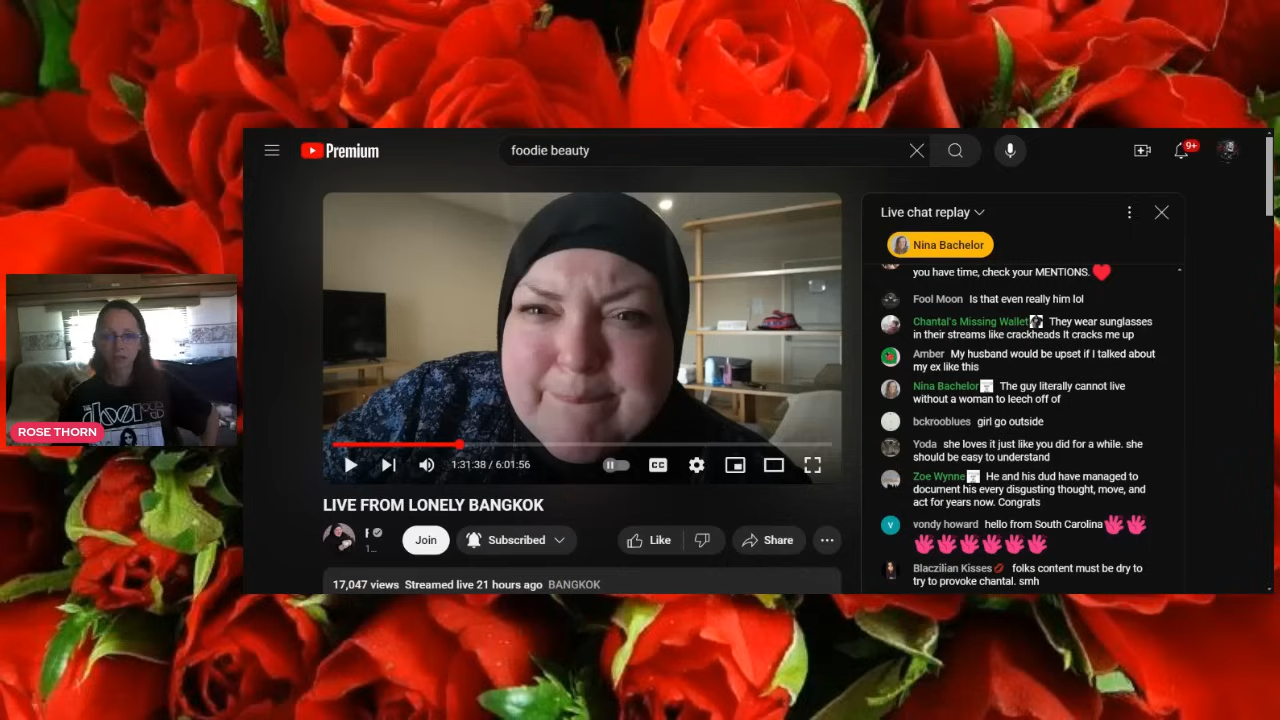 Premium
foodie beauty
9+
Live chat replay
Nina Bachelor
you have time, check your MENTIONS.
Fool Moon Is that even really him lol
Chantal's Missing Wallet They wear sunglasses
in their streams like crackheads It cracks me up
Amber My husband would be upset if I talked about
my ex like this
Nina Bachelor The guy literally cannot live
without a woman to leech off of
bckrooblues girl go outside
Yoda she loves it just like you did for a while. she
should be easy to understand
Zoe Wynne He and his dud have managed to
document his every disgusting thought, move, and
act for years now. Congrats
V vondy howard hello from South Carolina
Blaczilian Kisses folks content must be dry to
try to provoke chantal. smh
ROSE THORN
1:31:38 / 6:01:56
CC
LIVE FROM LONELY BANGKOK
F
1...
Join
Subscribed
Like
Share
17,047 views Streamed live 21 hours ago BANGKOK